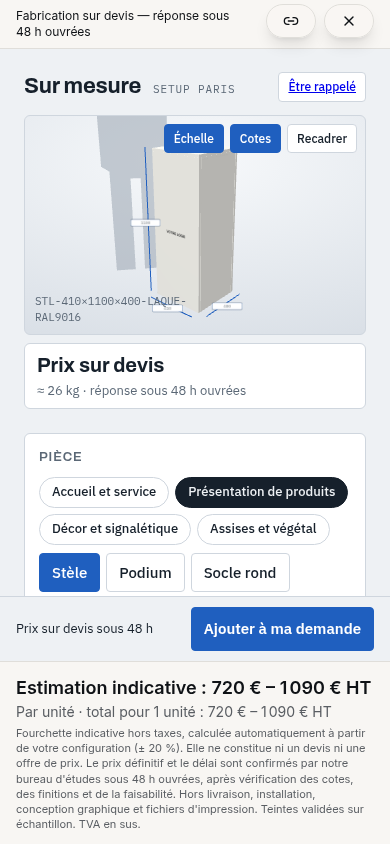 Fabrication sur devis — réponse sous
48 h ouvrées
Sur mesure SETUP PARIS
Être rappelé
Échelle Cotes Recadrer
STL-410×1100×400-LAQUE-
RAL9016
Prix sur devis
≈ 26 kg · réponse sous 48 h ouvrées
PIÈCE
Accueil et service Présentation de produits
Décor et signalétique Assises et végétal
Stèle Podium Socle rond
Prix sur devis sous 48 h
Ajouter à ma demande
Estimation indicative : 720 € – 1 090 € HT
Par unité · total pour 1 unité : 720 € – 1 090 € HT
Fourchette indicative hors taxes, calculée automatiquement à partir
de votre configuration (± 20 %). Elle ne constitue ni un devis ni une
offre de prix. Le prix définitif et le délai sont confirmés par notre
bureau d'études sous 48 h ouvrées, après vérification des cotes,
des finitions et de la faisabilité. Hors livraison, installation,
conception graphique et fichiers d'impression. Teintes validées sur
échantillon. TVA en sus.